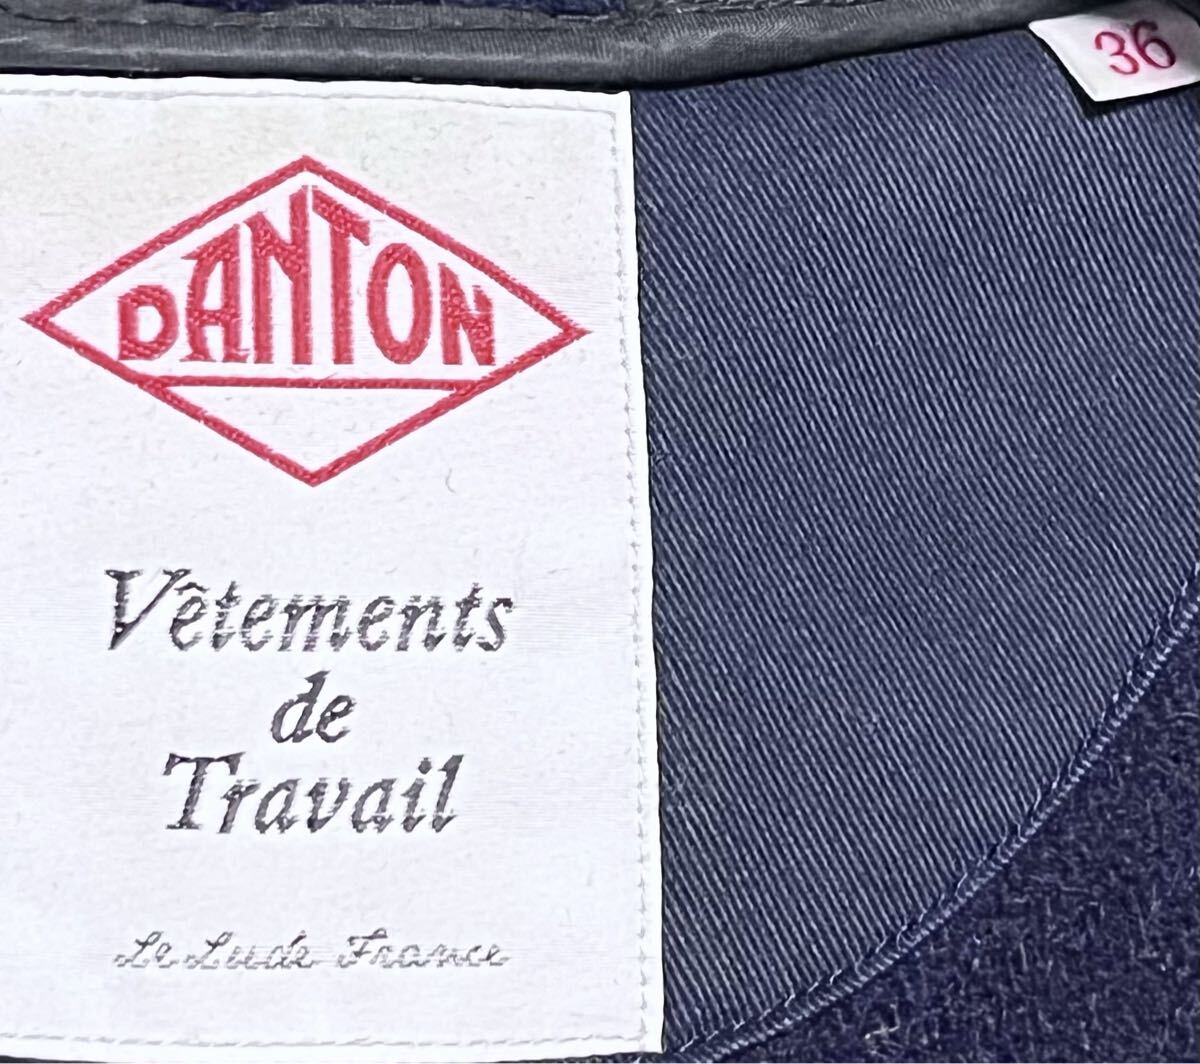 36
DANTON
Vêtements
de
Travail
Le Lude France